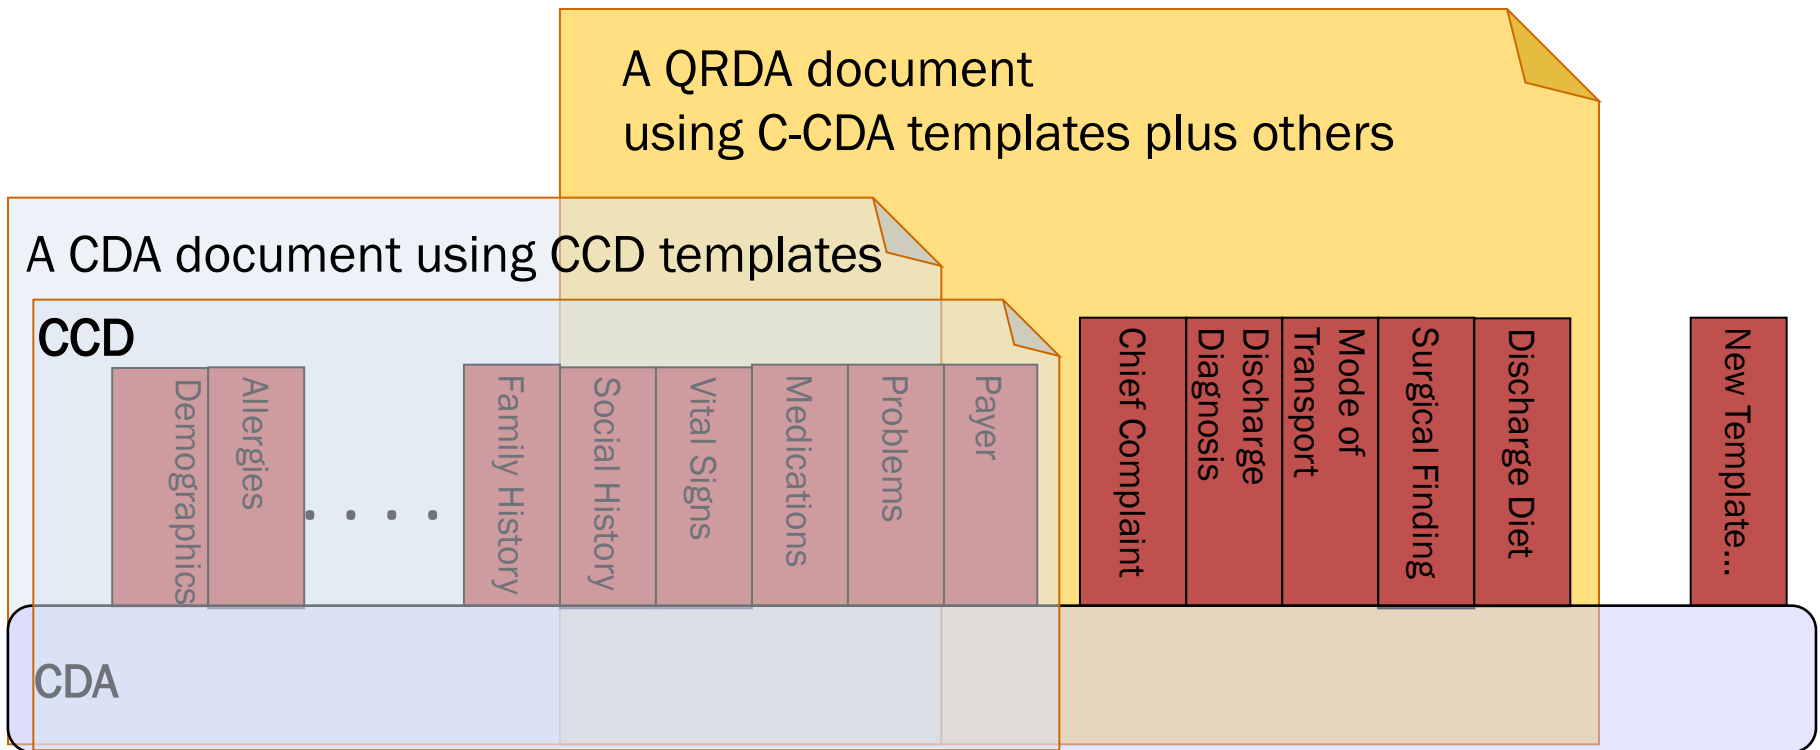 A QRDA document
using C-CDA templates plus others
A CDA document using CCD templates
CCD
Demographics
Allergies
. . . .
Family History
Social History
Vital Signs
Medications
Problems
Payer
Chief Complaint
Discharge
Diagnosis
Mode of
Transport
Surgical Finding
Discharge Diet
New Template...
CDA